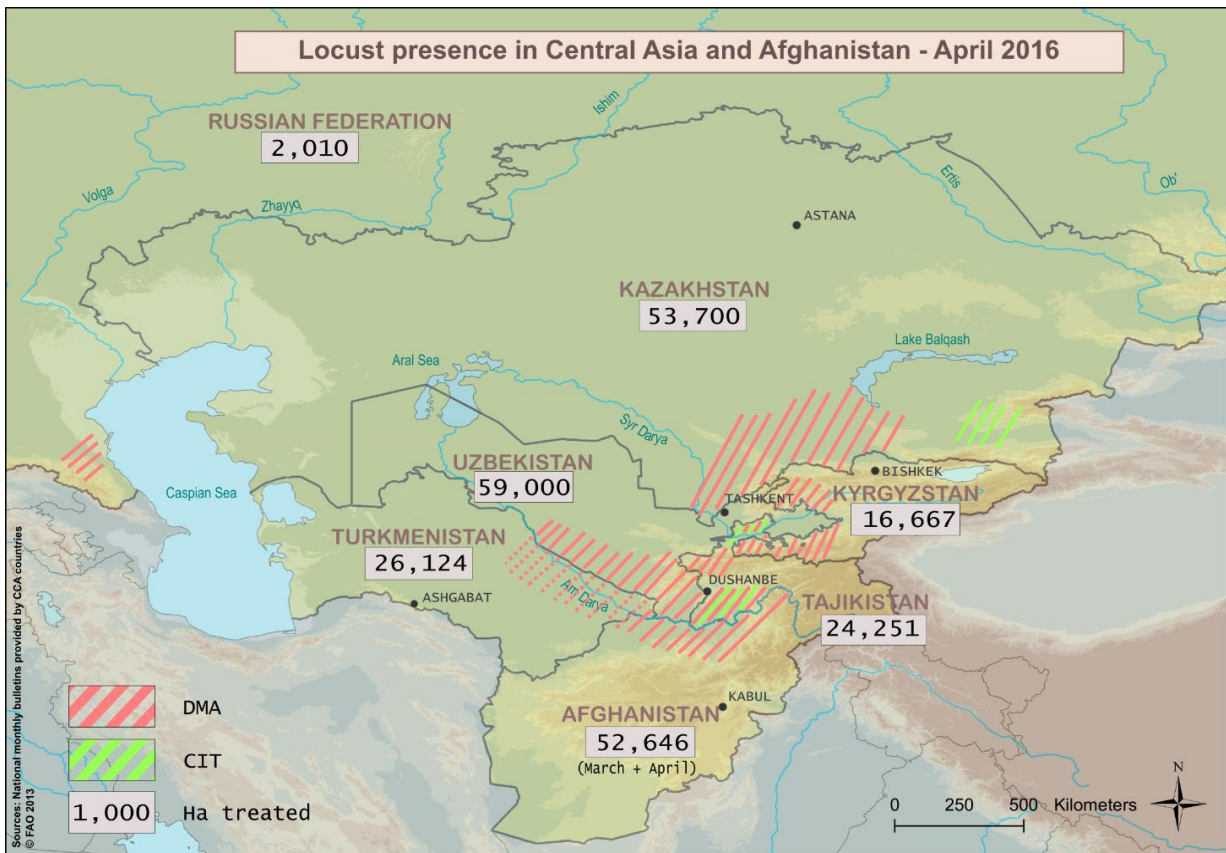 Locust presence in Central Asia and Afghanistan - April 2016
Ishim
RUSSIAN FEDERATION
2,010
Volga
Zhayyq
Ertis
Ob'
ASTANA
KAZAKHSTAN
53,700
Aral Sea
Lake Balqash
Syr Darya
UZBEKISTAN
59,000
BISHKEK
Caspian Sea
TASHKENT
KYRGYZSTAN
16,667
TURKMENISTAN
26,124
DUSHANBE
Am Darya
ASHGABAT
TAJIKISTAN
24,251
KABUL
AFGHANISTAN
52,646
(March + April)
DMA
CIT
1,000 Ha treated
N
0 250 500 Kilometers
Sources: National monthly bulletins provided by CCA countries
© FAO 2013